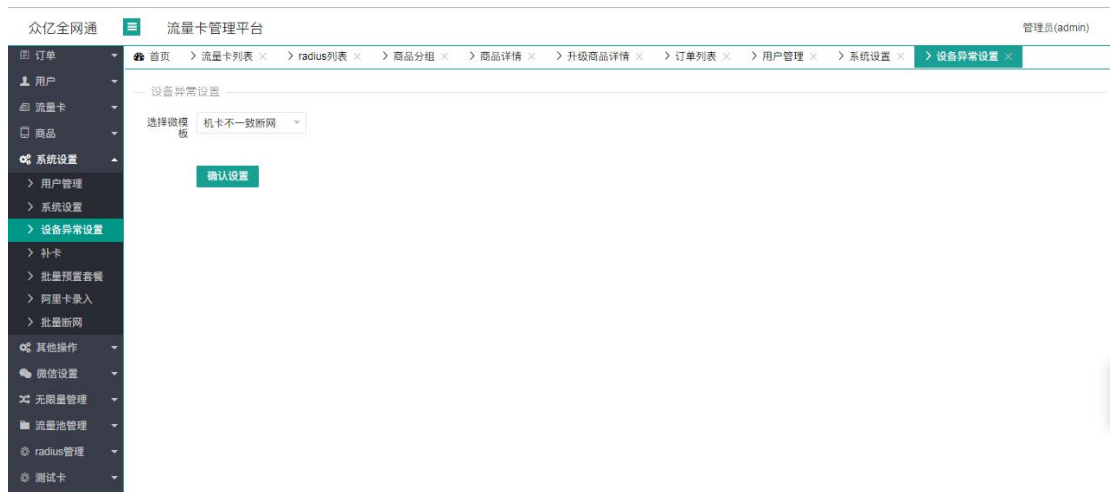 众亿全网通
流量卡管理平台
管理员(admin)
首页 流量卡列表 radius列表 商品分组 商品详情 升级商品详情 订单列表 用户管理 系统设置 设备异常设置
订单
用户
流量卡
商品
系统设置
用户管理
系统设置
设备异常设置
补卡
批量预置套餐
阿里卡录入
批量断网
其他操作
微信设置
无限量管理
流量池管理
radius管理
测试卡
设备异常设置
选择微模
板
机卡不一致断网
确认设置